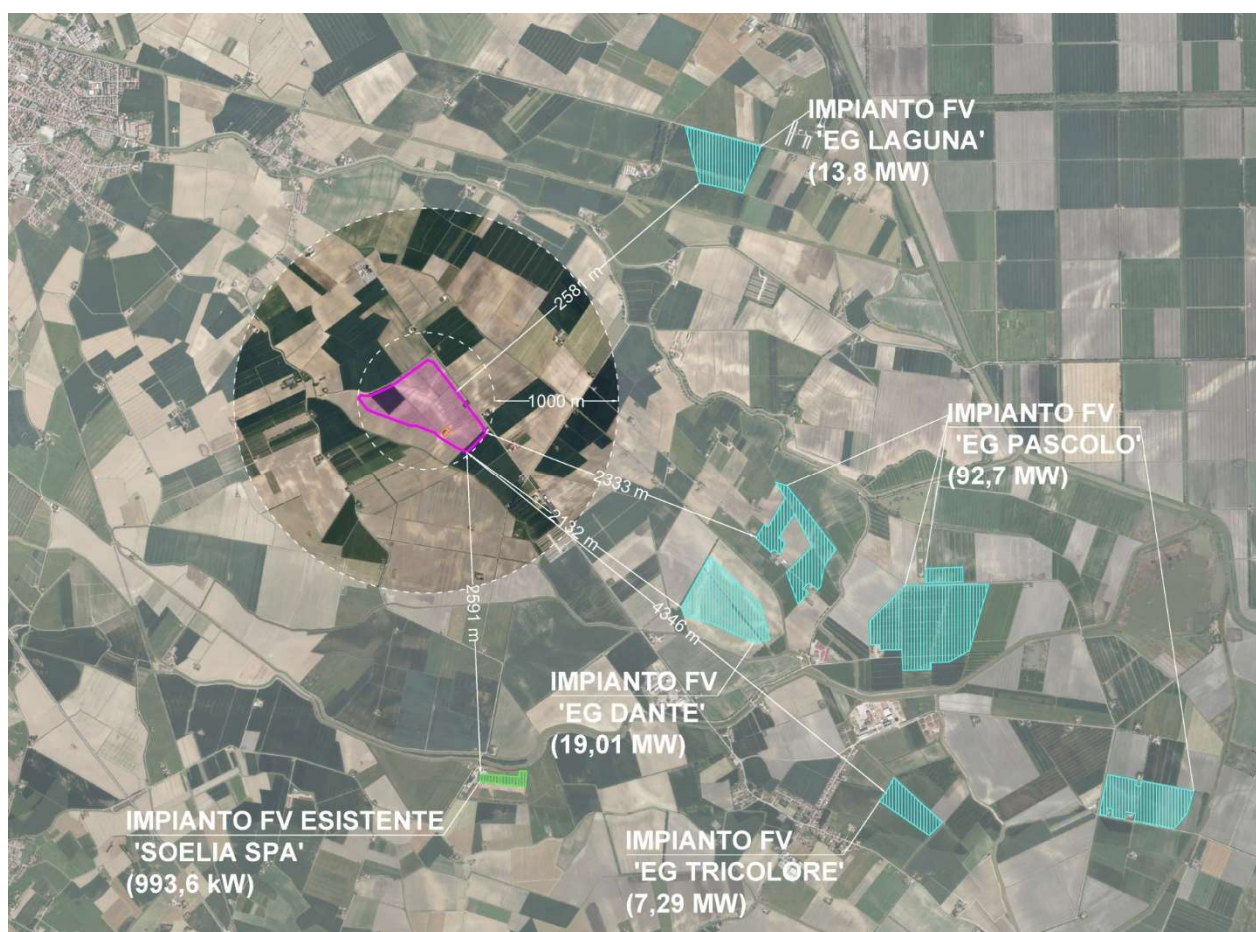 IMPIANTO FV
'EG LAGUNA'
(13,8 MW)
2581 m
1000 m
IMPIANTO FV
'EG PASCOLO'
(92,7 MW)
2333 m
2132 m
2591 m
4346 m
IMPIANTO FV
'EG DANTE'
(19,01 MW)
IMPIANTO FV ESISTENTE
'SOELIA SPA'
(993,6 kW)
IMPIANTO FV
'EG TRICOLORE'
(7,29 MW)